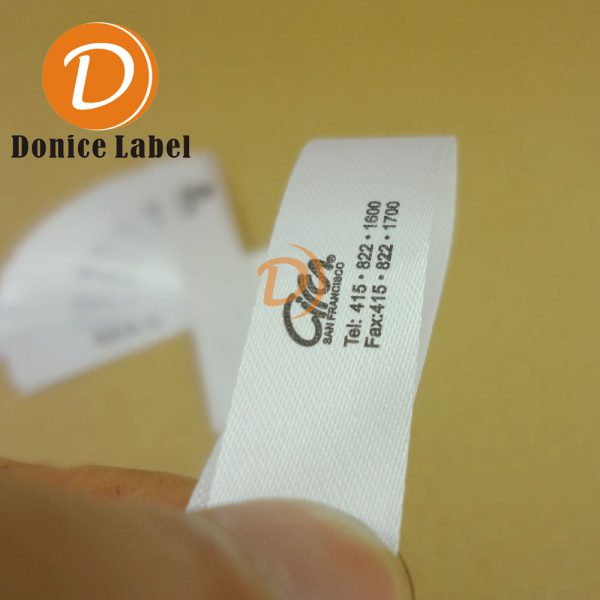 D
Donice Label
SAN FRANCISCO
Tel: 415 • 822 • 1600
Fax:415 • 822 • 1700